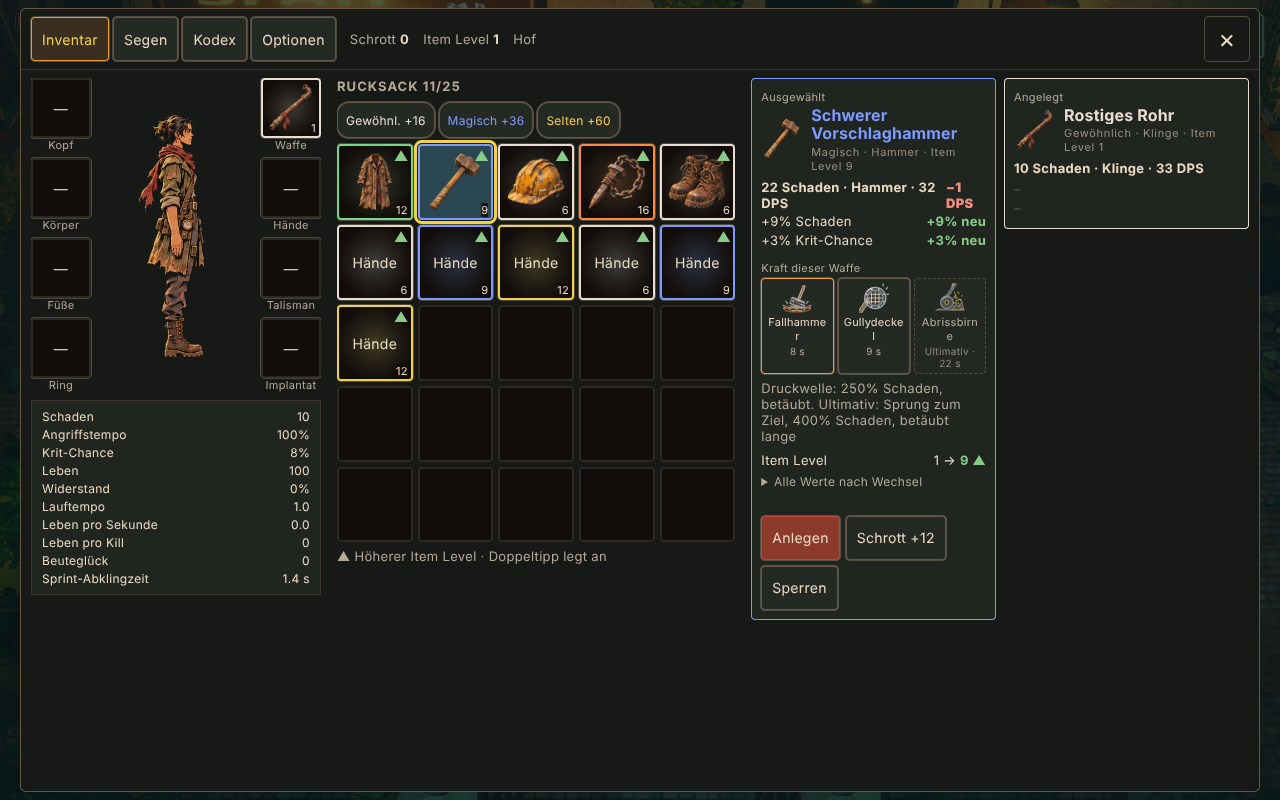 Inventar
Segen
Kodex
Optionen
Schrott 0 Item Level 1 Hof
✕
—
Kopf
—
Körper
—
Füße
—
Ring
1
Waffe
—
Hände
—
Talisman
—
Implantat
Schaden 10
Angriffstempo 100%
Krit-Chance 8%
Leben 100
Widerstand 0%
Lauftempo 1.0
Leben pro Sekunde 0.0
Leben pro Kill 0
Beuteglück 0
Sprint-Abklingzeit 1.4 s
RUCKSACK 11/25
Gewöhnl. +16
Magisch +36
Selten +60
▲ 12
▲ 9
▲ 6
▲ 16
▲ 6
▲ Hände 6
▲ Hände 9
▲ Hände 12
▲ Hände 6
▲ Hände 9
▲ Hände 12
▲ Höherer Item Level · Doppeltipp legt an
Ausgewählt
Schwerer
Vorschlaghammer
Magisch · Hammer · Item
Level 9
22 Schaden · Hammer · 32 −1
DPS DPS
+9% Schaden +9% neu
+3% Krit-Chance +3% neu
Kraft dieser Waffe
Fallhamme
r
8 s
Gullydecke
l
9 s
Abrissbirn
e
Ultimativ ·
22 s
Druckwelle: 250% Schaden,
betäubt. Ultimativ: Sprung zum
Ziel, 400% Schaden, betäubt
lange
Item Level 1 → 9 ▲
▶ Alle Werte nach Wechsel
Anlegen
Schrott +12
Sperren
Angelegt
Rostiges Rohr
Gewöhnlich · Klinge · Item
Level 1
10 Schaden · Klinge · 33 DPS
–
–